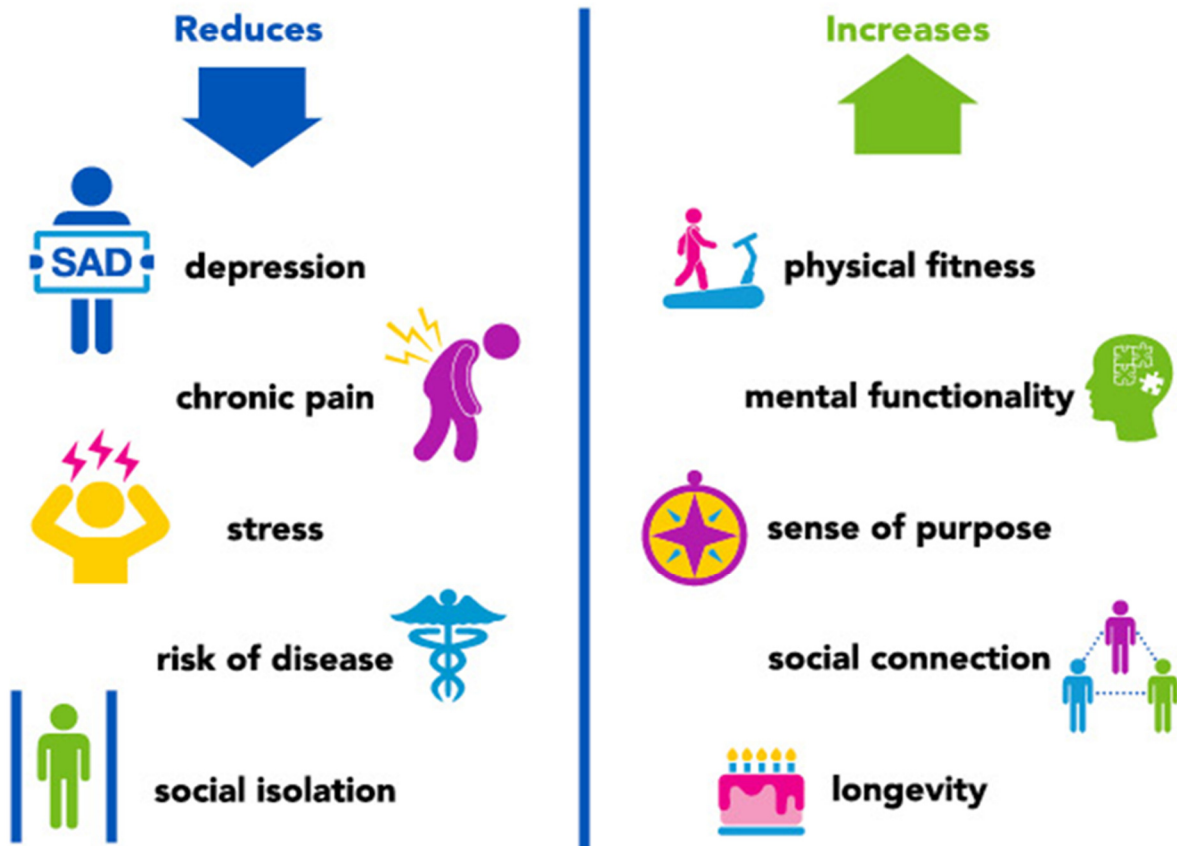 Reduces
SAD
depression
chronic pain
stress
risk of disease
social isolation
Increases
physical fitness
mental functionality
sense of purpose
social connection
longevity